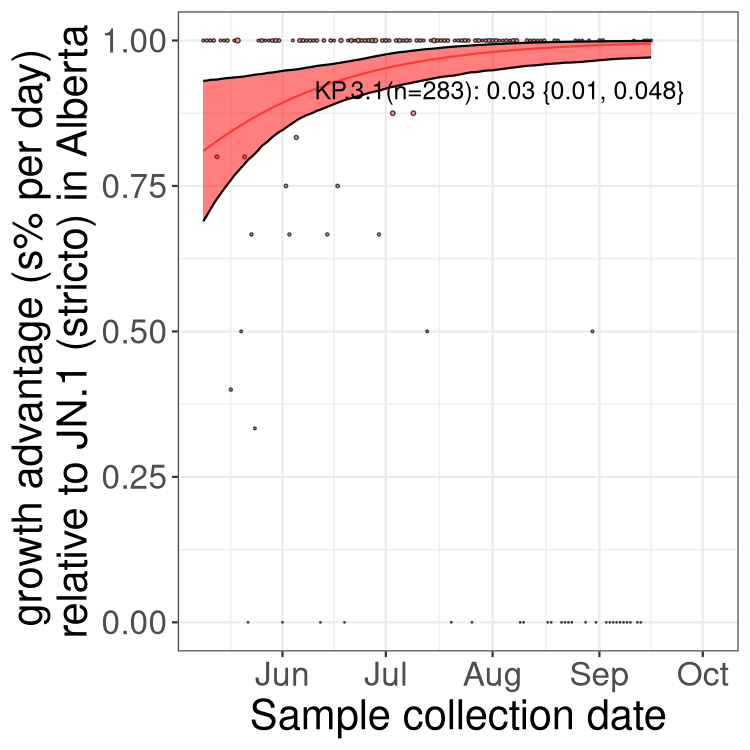 growth advantage (s% per day)
relative to JN.1 (stricto) in Alberta
1.00
0.75
0.50
0.25
0.00
KP.3.1(n=283): 0.03 {0.01, 0.048}
Jun Jul Aug Sep Oct
Sample collection date